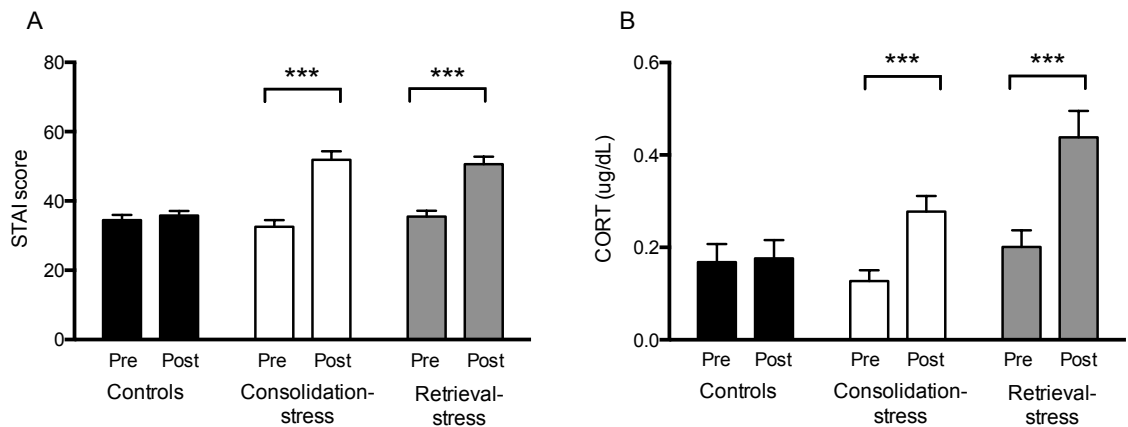 A
STAI score
80
60
40
20
0
*** ***
Pre Post Pre Post Pre Post
Controls Consolidation-stress Retrieval-stress
B
CORT (ug/dL)
0.6
0.4
0.2
0.0
*** ***
Pre Post Pre Post Pre Post
Controls Consolidation-stress Retrieval-stress